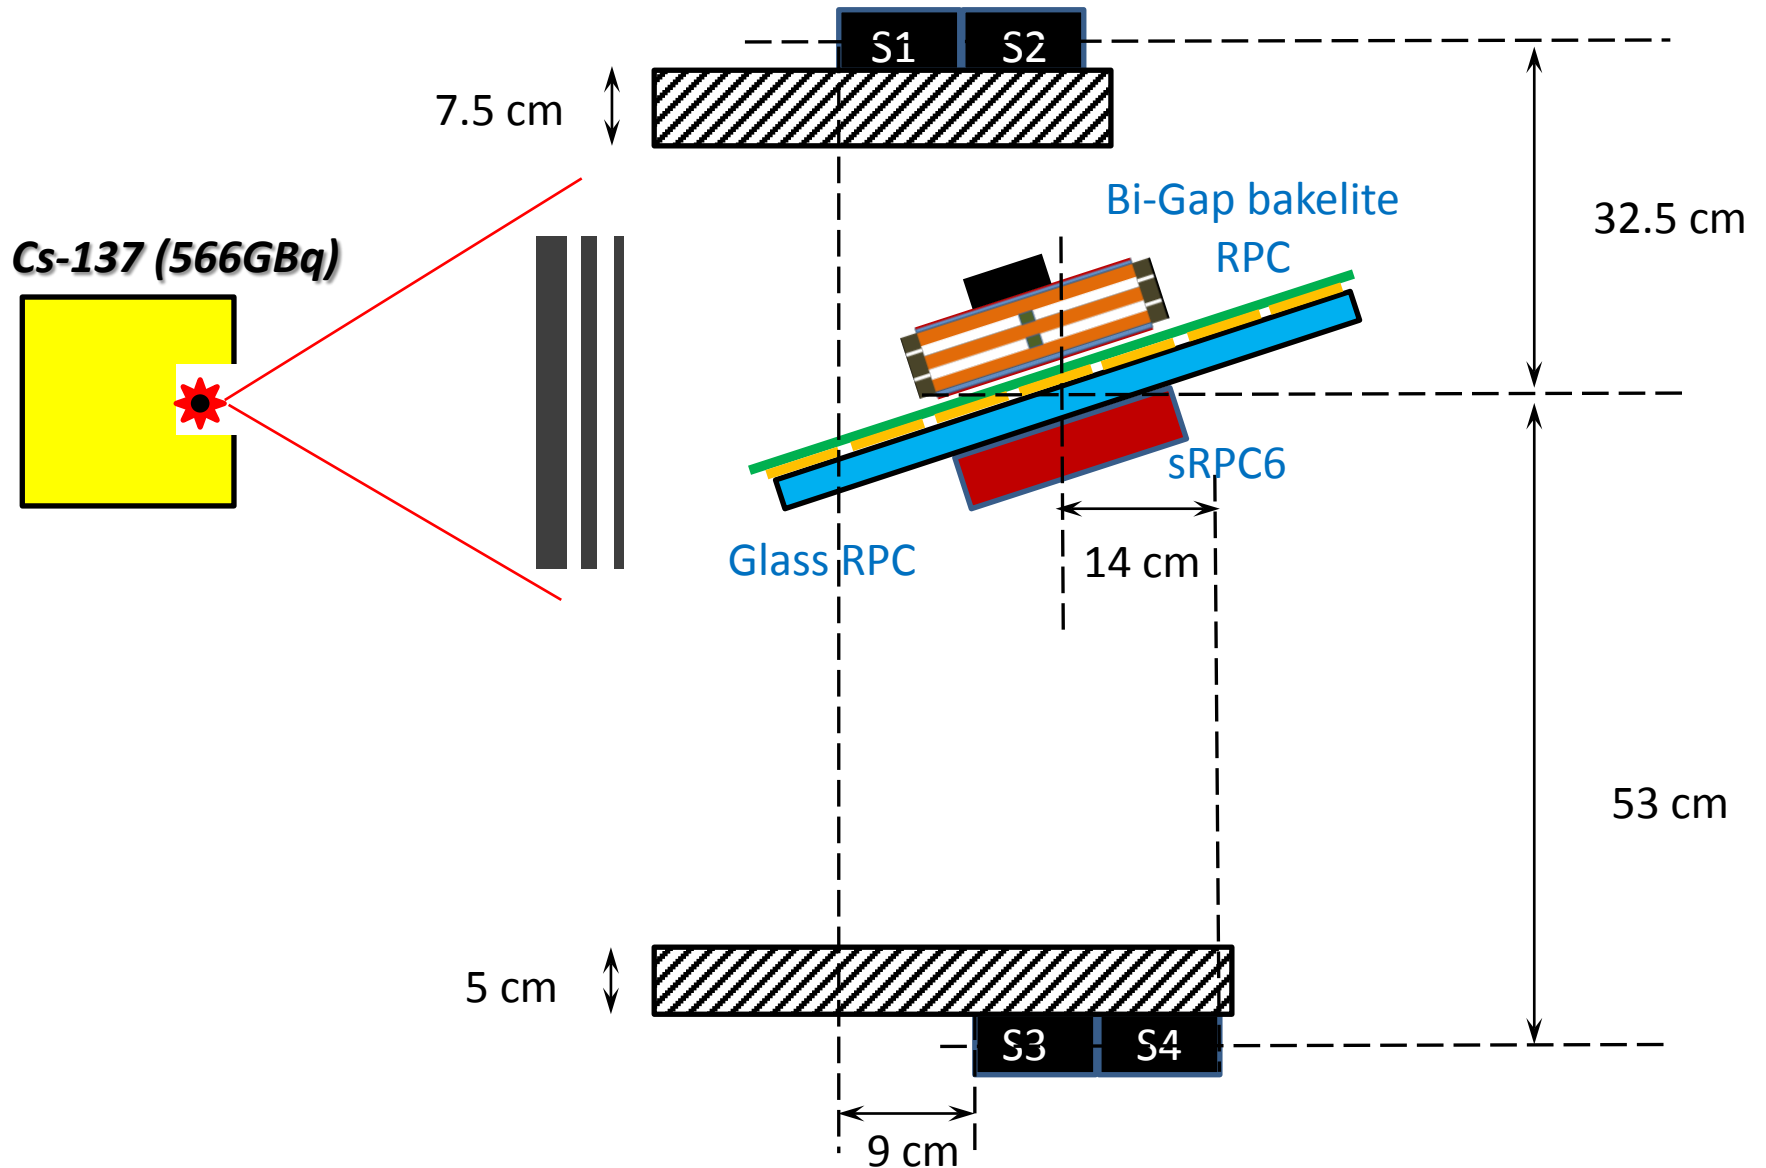 S1 S2
7.5 cm
Bi-Gap bakelite
RPC
32.5 cm
Cs-137 (566GBq)
sRPC6
Glass RPC
14 cm
53 cm
5 cm
S3 S4
9 cm